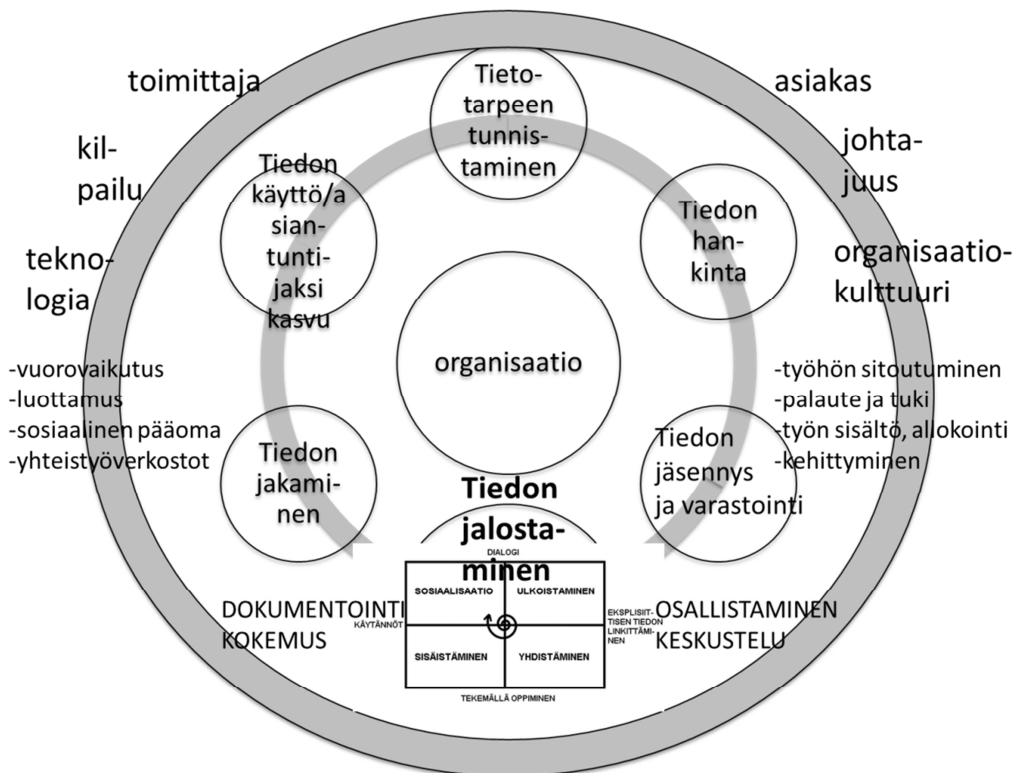 toimittaja
asiakas
kil-
pailu
johta-
juus
tekno-
logia
organisaatio-
kulttuuri
Tieto-
tarpeen
tunnis-
taminen
Tiedon
käyttö/a
sian-
tunti-
jaksi
kasvu
Tiedon
han-
kinta
organisaatio
-vuorovaikutus
-luottamus
-sosiaalinen pääoma
-yhteistyöverkostot
-työhön sitoutuminen
-palaute ja tuki
-työn sisältö, allokointi
-kehittyminen
Tiedon
jakami-
nen
Tiedon
jäsennys
ja varastointi
Tiedon
jalosta-
minen
DIALOGI
SOSIAALISAATIO
ULKOISTAMINEN
DOKUMENTOINTI
KOKEMUS
KÄYTÄNNÖT
EKSPLISIIT-
TISEN TIEDON
LINKITTÄMI-
NEN
OSALLISTAMINEN
KESKUSTELU
SISÄISTÄMINEN
YHDISTÄMINEN
TEKEMÄLLÄ OPPIMINEN